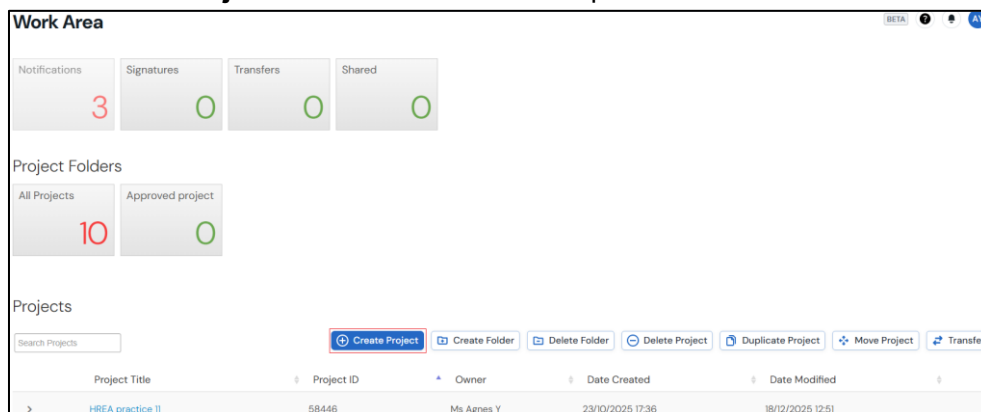 Work Area
BETA ? AY
Notifications Signatures Transfers Shared
3 0 0 0
Project Folders
All Projects Approved project
10 0
Projects
Search Projects Create Project Create Folder Delete Folder Delete Project Duplicate Project Move Project
Project Title Project ID Owner Date Created Date Modified
HREA practice 11 58446 Ms Agnes Y 23/10/2025 17:36 18/12/2025 12:51